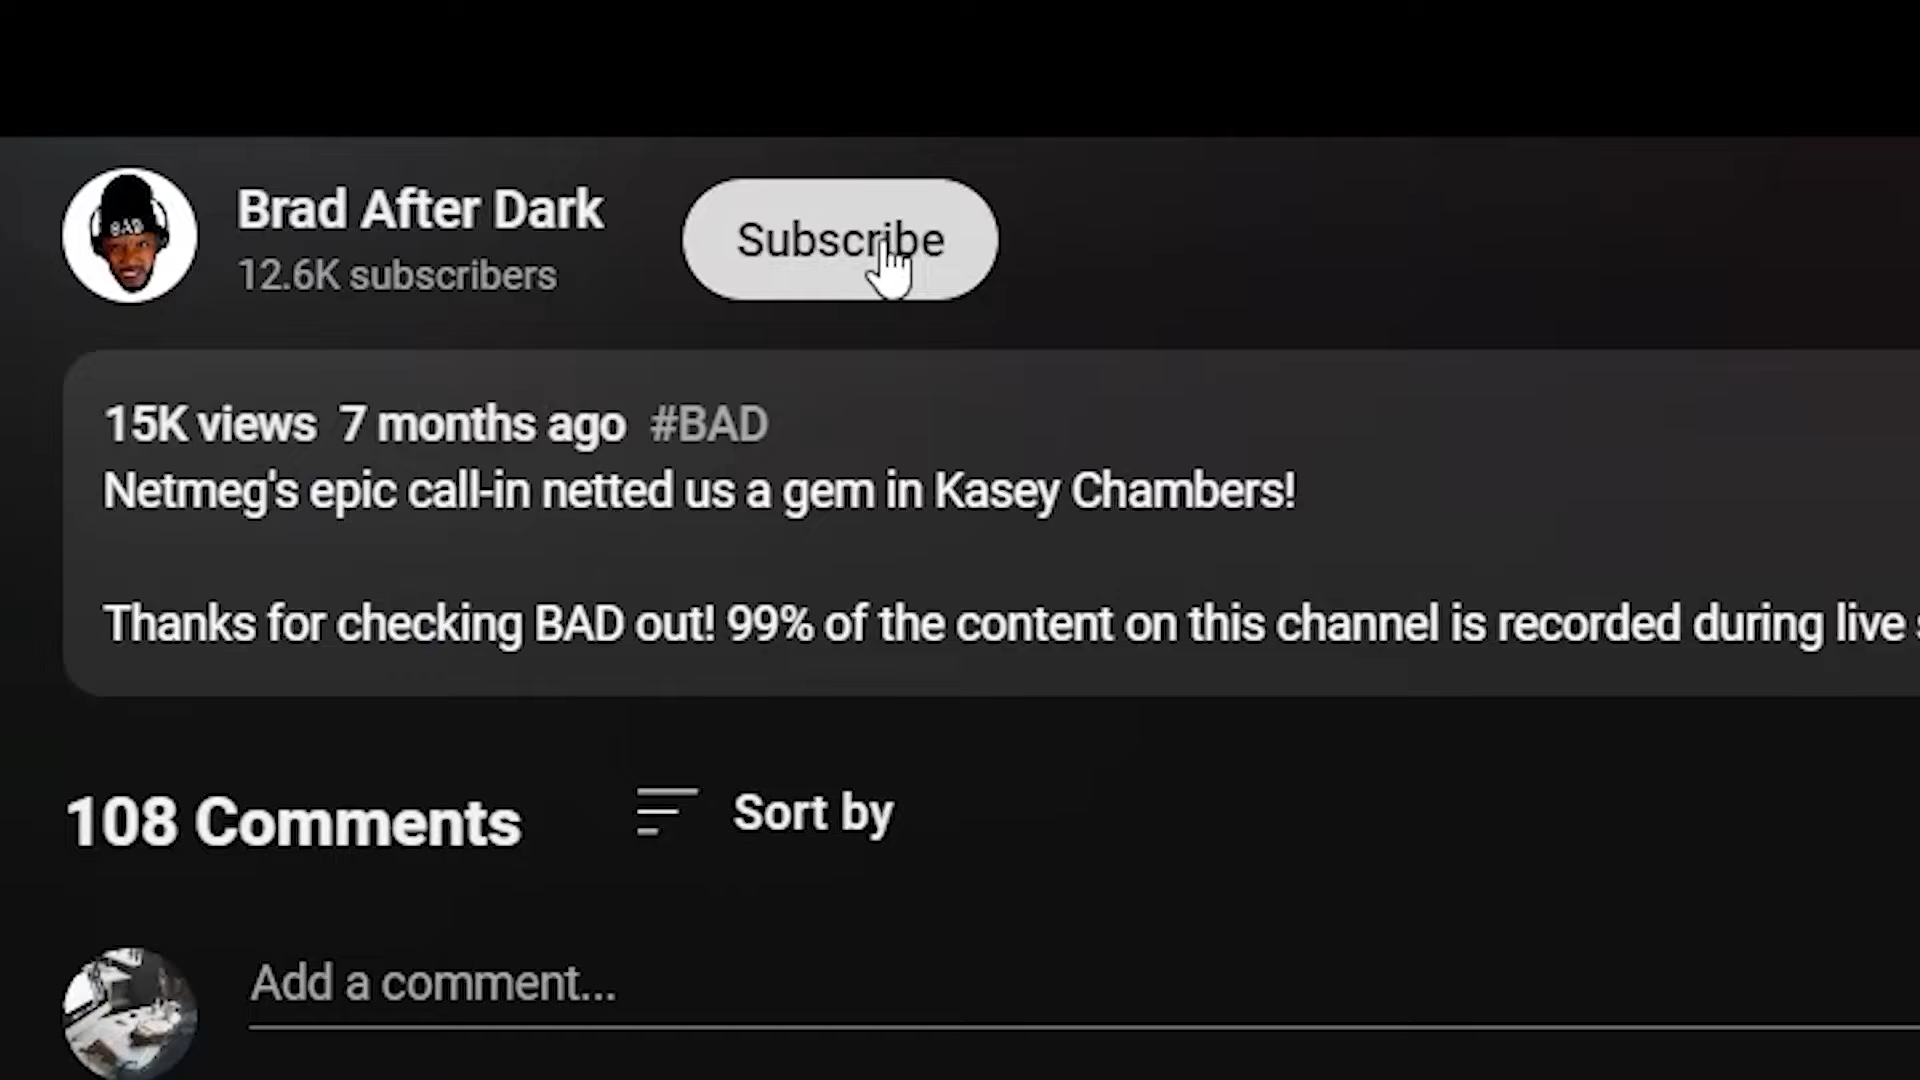 BAD
Brad After Dark
12.6K subscribers
Subscribe
15K views 7 months ago #BAD
Netmeg's epic call-in netted us a gem in Kasey Chambers!
Thanks for checking BAD out! 99% of the content on this channel is recorded during live
108 Comments
Sort by
Add a comment...